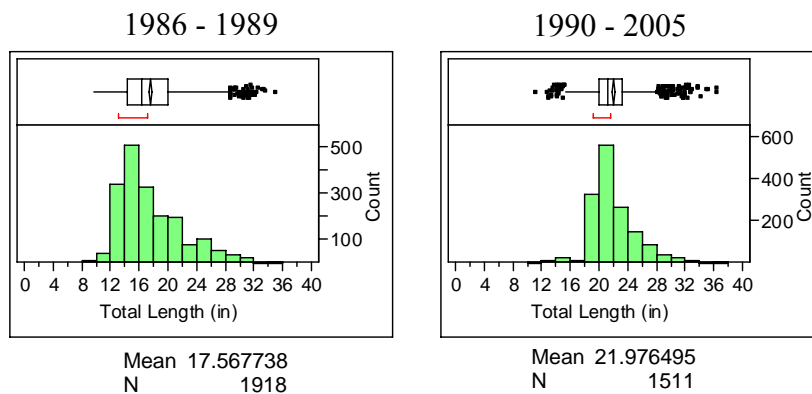 1986 - 1989
500
300
100
Count
0 4 8 12 16 20 24 28 32 36 40
Total Length (in)
Mean 17.567738
N 1918
1990 - 2005
600
400
200
Count
0 4 8 12 16 20 24 28 32 36 40
Total Length (in)
Mean 21.976495
N 1511